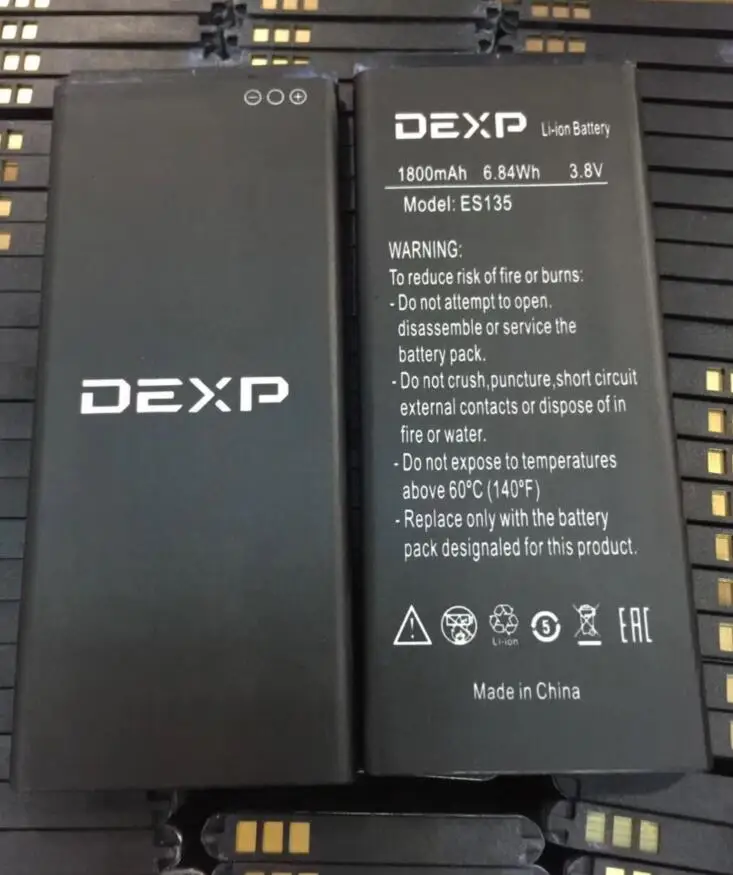 DEXP
DEXP Li-ion Battery
1800mAh 6.84Wh 3.8V
Model: ES135
WARNING:
To reduce risk of fire or burns:
- Do not attempt to open.
disassemble or service the
battery pack.
- Do not crush,puncture,short circuit
external contacts or dispose of in
fire or water.
- Do not expose to temperatures
above 60ºC (140ºF)
- Replace only with the battery
pack designaled for this product.
Li-ion
5
EAC
Made in China